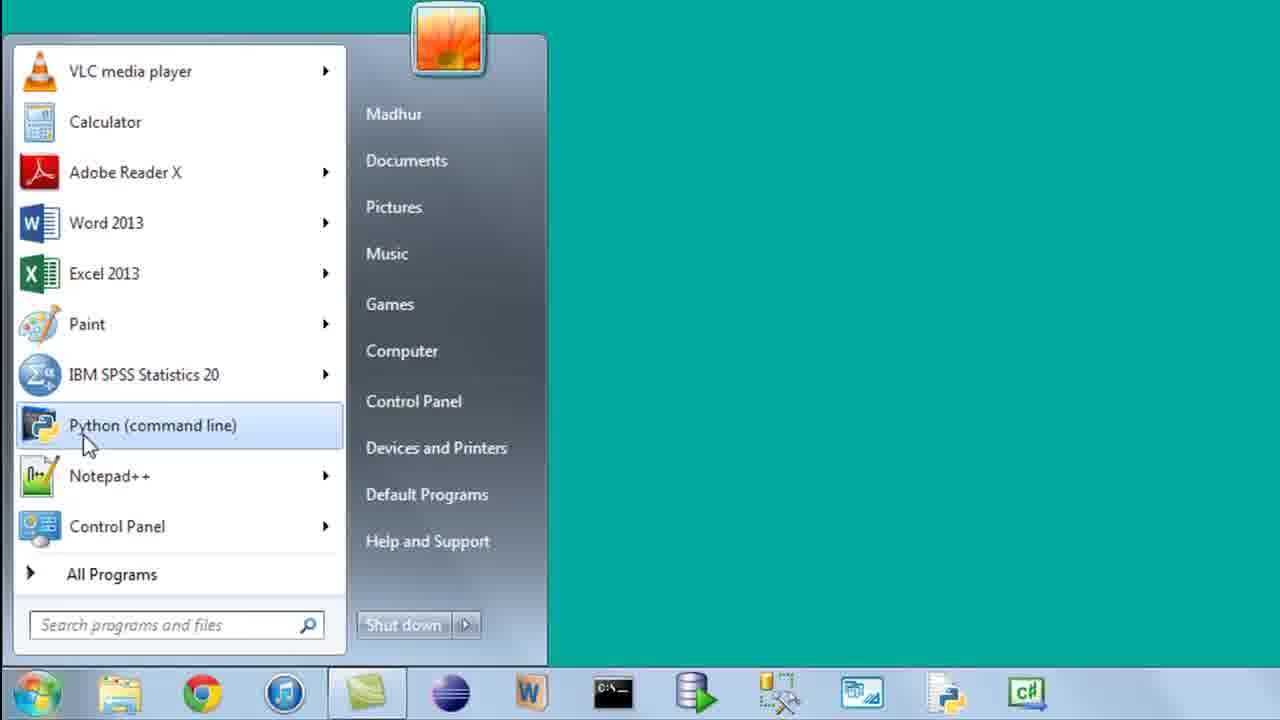 VLC media player
Calculator
Adobe Reader X
Word 2013
Excel 2013
Paint
IBM SPSS Statistics 20
Python (command line)
Notepad++
Control Panel
All Programs
Search programs and files
Madhur
Documents
Pictures
Music
Games
Computer
Control Panel
Devices and Printers
Default Programs
Help and Support
Shut down
C:\_
C#